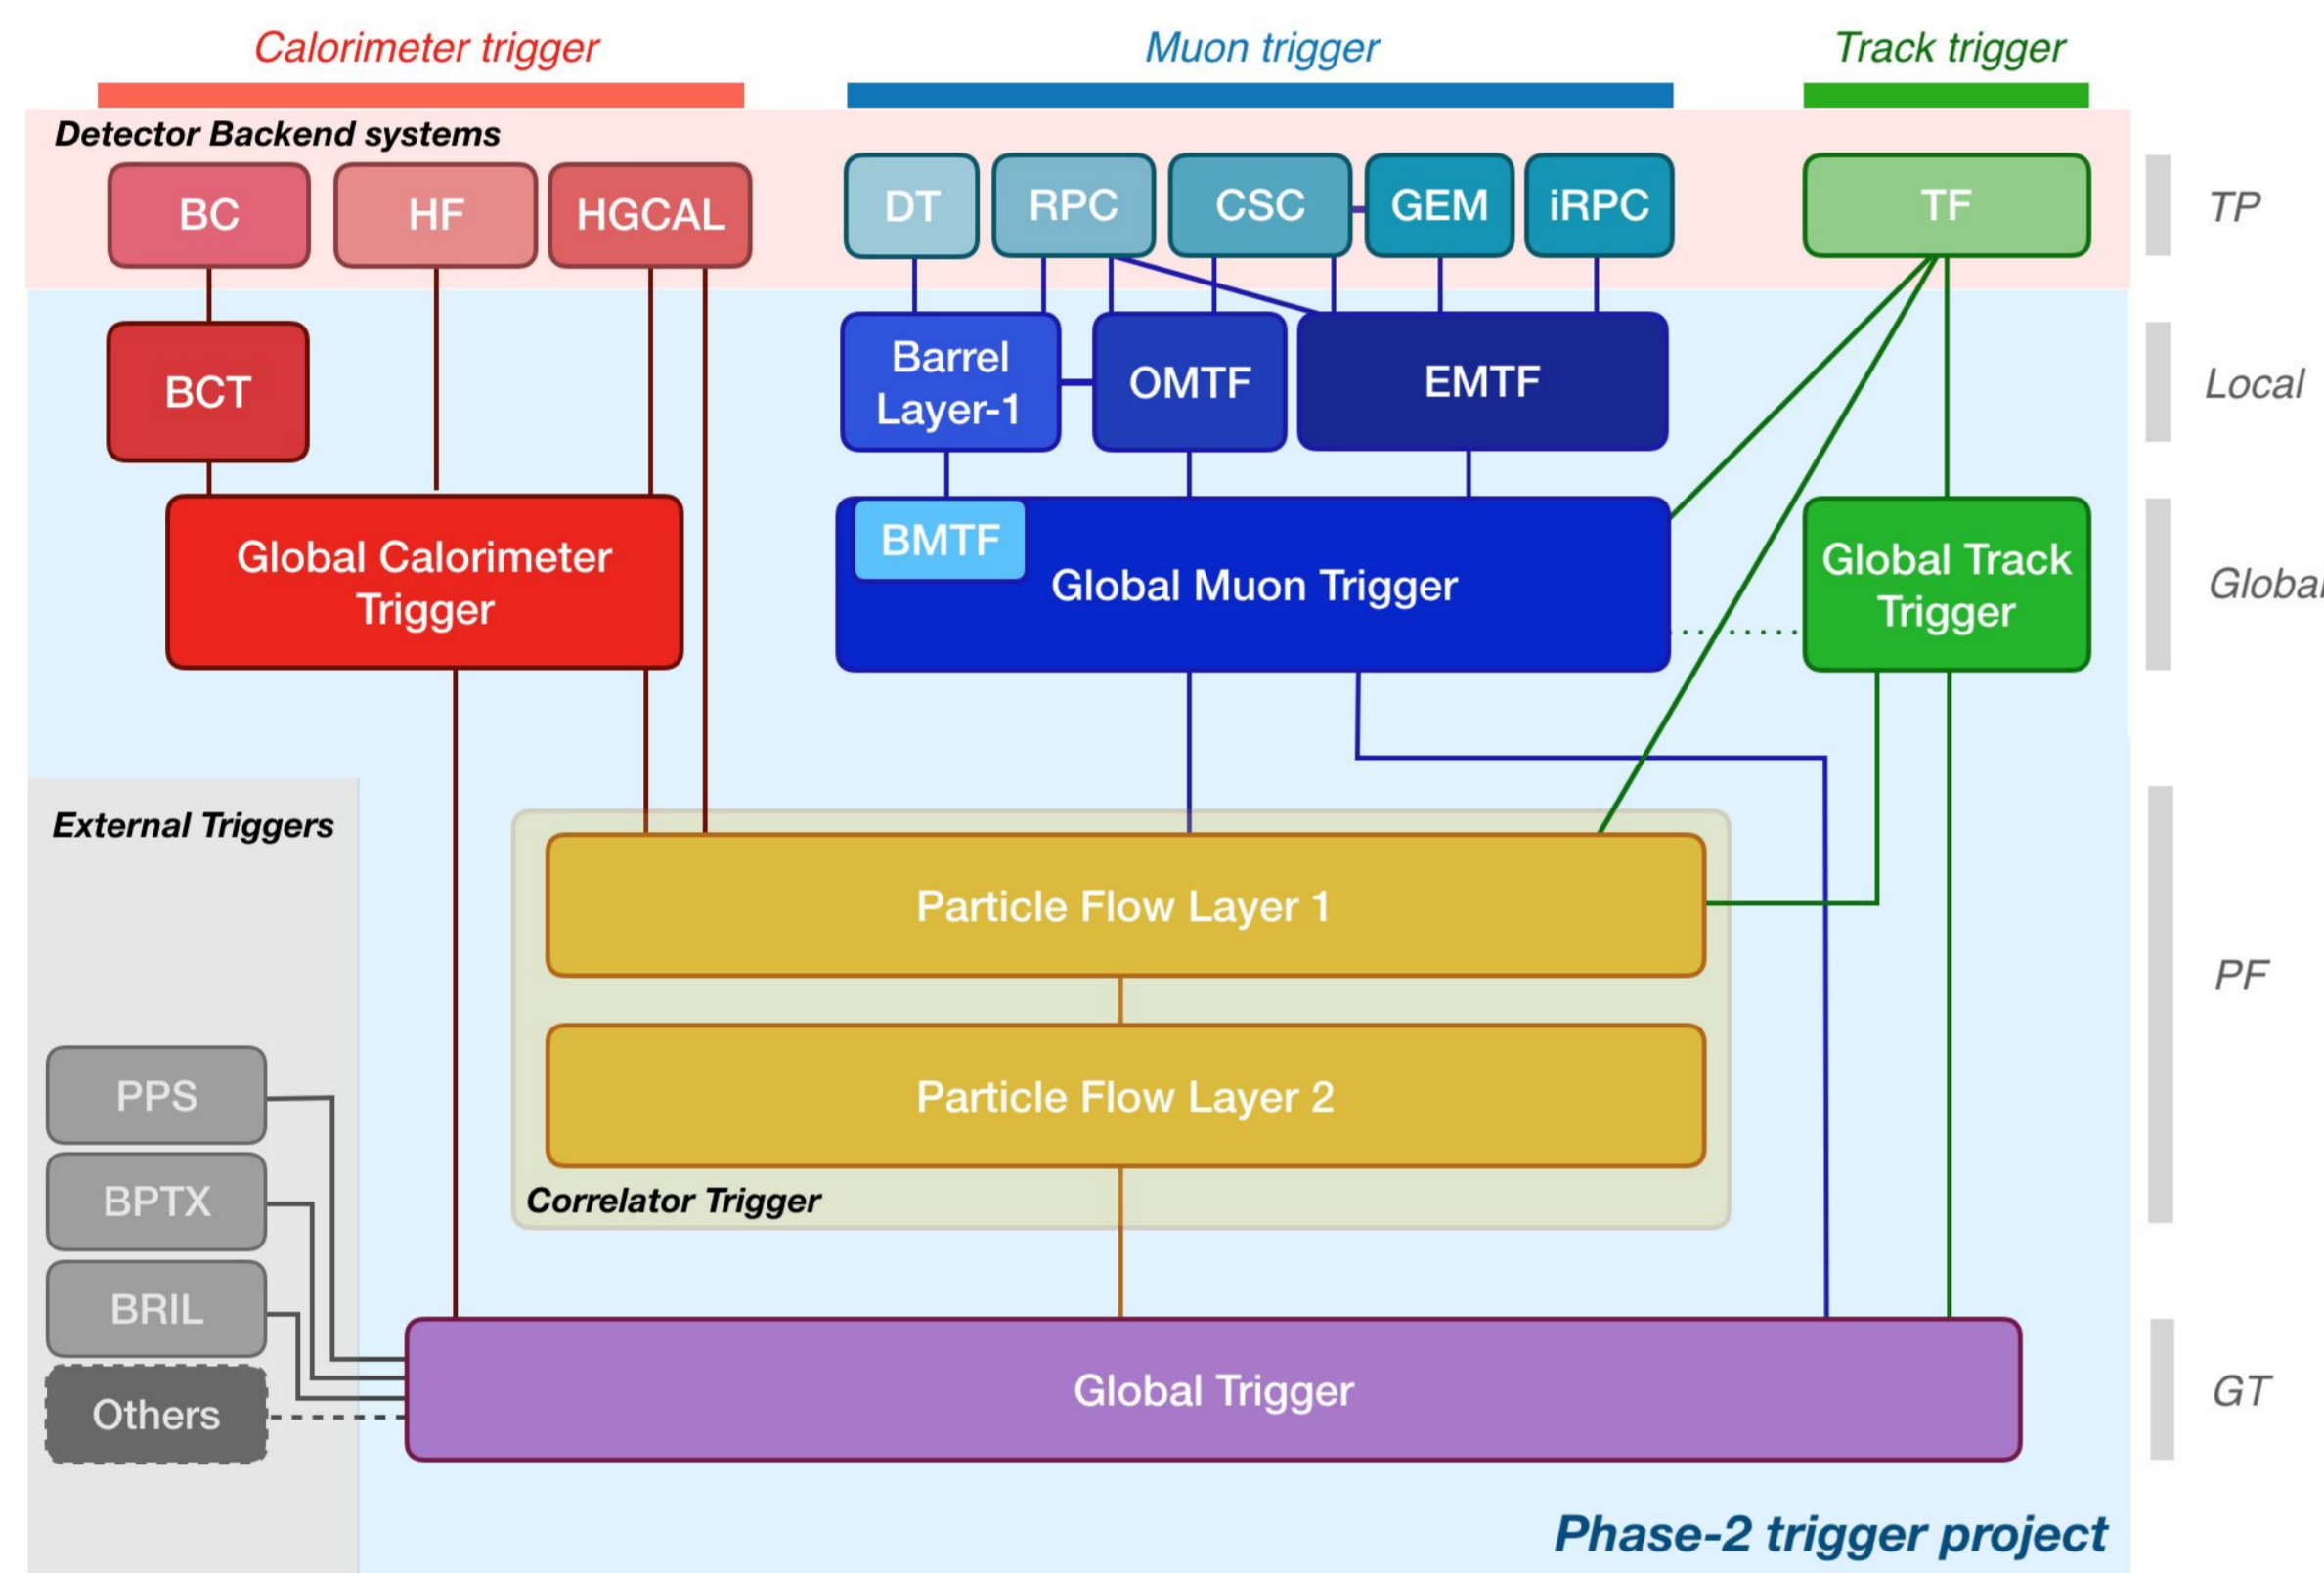 Calorimeter trigger
Muon trigger
Track trigger
Detector Backend systems
BC
HF
HGCAL
DT
RPC
CSC
GEM
iRPC
TF
TP
BCT
Barrel
Layer-1
OMTF
EMTF
Local
Global Calorimeter
Trigger
BMTF
Global Muon Trigger
Global Track
Trigger
Global
External Triggers
Particle Flow Layer 1
PF
Particle Flow Layer 2
Correlator Trigger
PPS
BPTX
BRIL
Others
Global Trigger
GT
Phase-2 trigger project